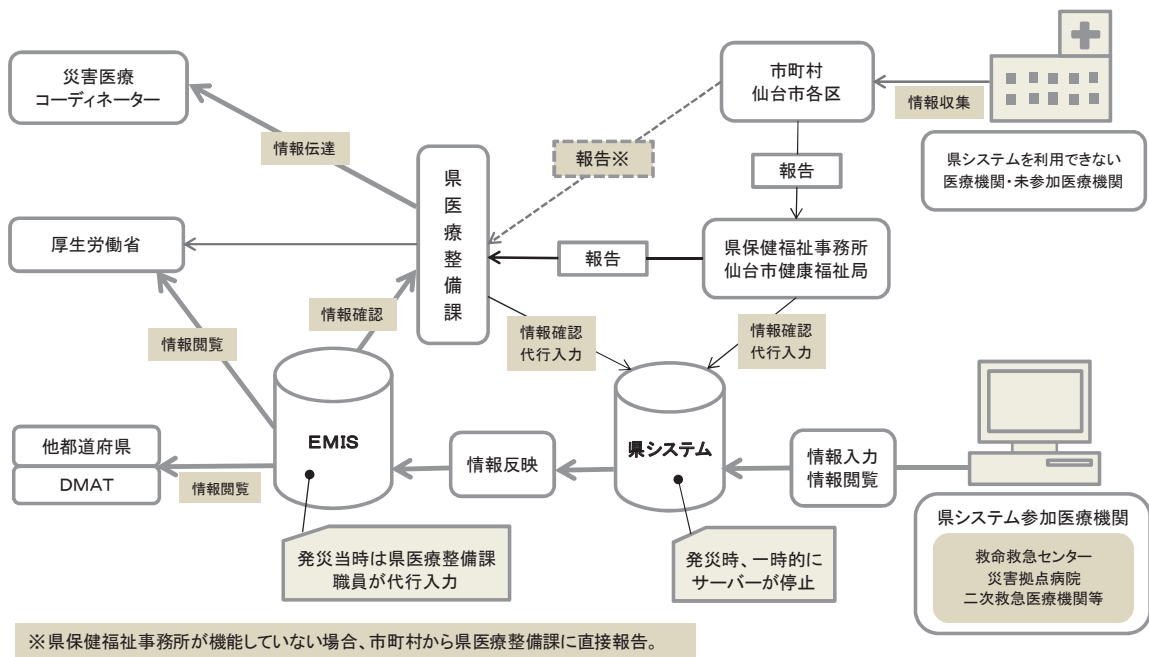 災害医療
コーディネーター
情報伝達
市町村
仙台市各区
情報収集
県システムを利用できない
医療機関・未参加医療機関
報告※
報告
県医療整備課
厚生労働省
報告
県保健福祉事務所
仙台市健康福祉局
情報確認
情報閲覧
情報確認
代行入力
情報確認
代行入力
EMIS
県システム
他都道府県
DMAT
情報閲覧
情報反映
情報入力
情報閲覧
発災当時は県医療整備課
職員が代行入力
発災時、一時的に
サーバーが停止
県システム参加医療機関
救命救急センター
災害拠点病院
二次救急医療機関等
※県保健福祉事務所が機能していない場合、市町村から県医療整備課に直接報告。